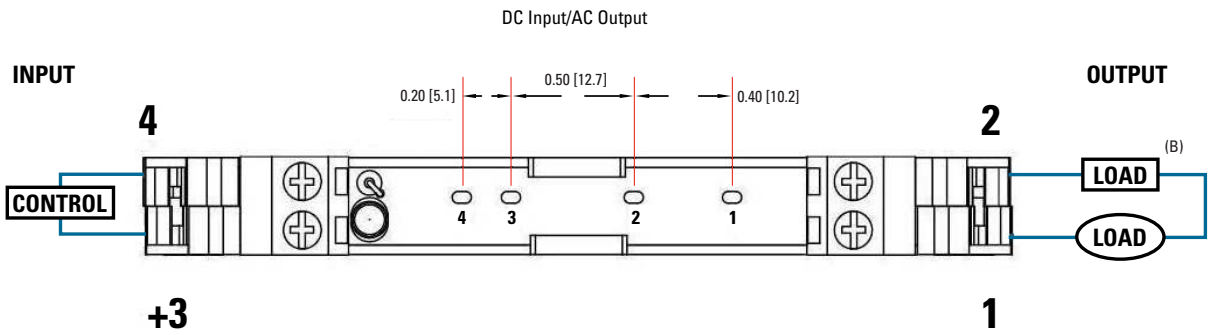 DC Input/AC Output
INPUT
OUTPUT
0.50 [12.7]
0.20 [5.1]
0.40 [10.2]
4
2
(B)
LOAD
CONTROL
4
3
2
1
LOAD
+3
1